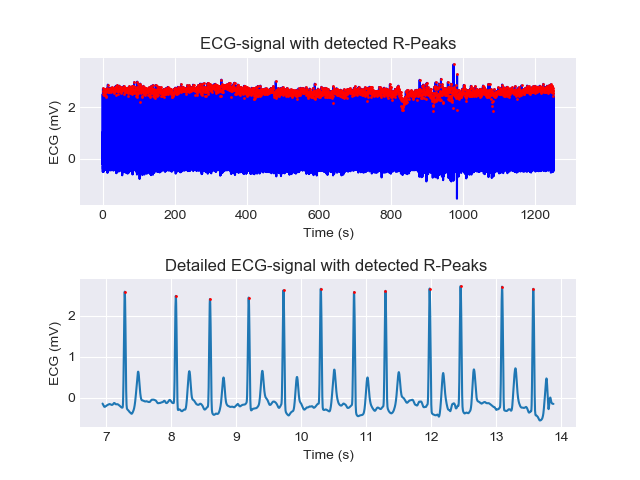 ECG-signal with detected R-Peaks
ECG (mV)
2
0
0 200 400 600 800 1000 1200
Time (s)
Detailed ECG-signal with detected R-Peaks
ECG (mV)
2
1
0
7 8 9 10 11 12 13 14
Time (s)